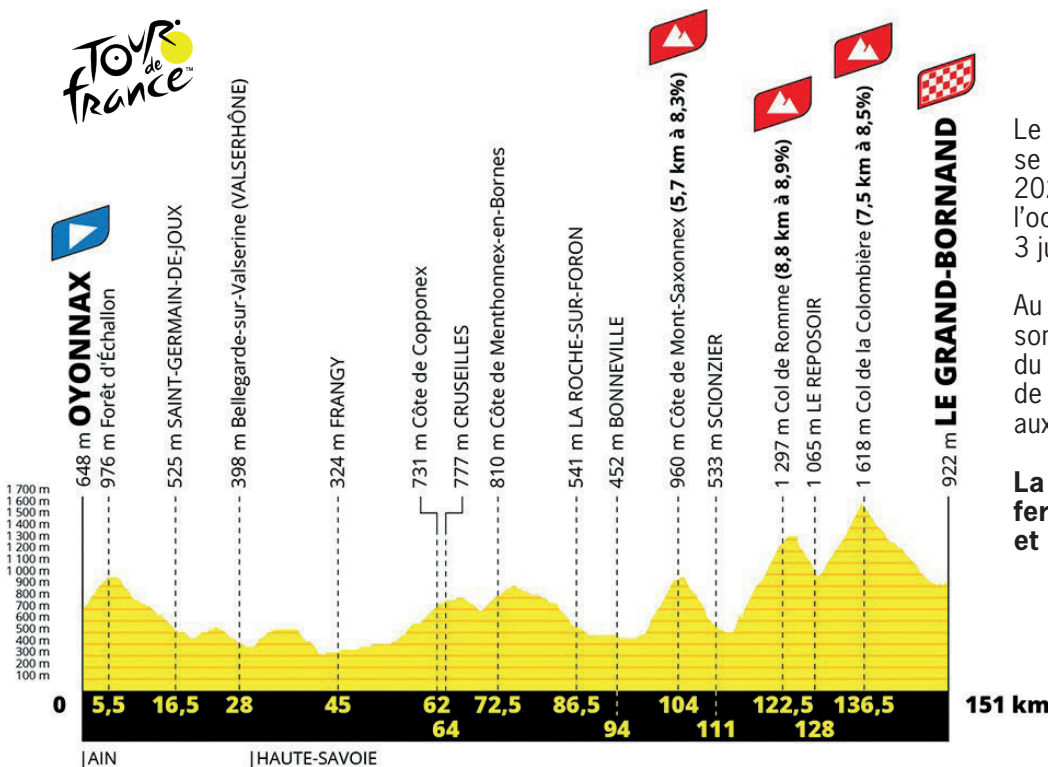 TOUR de france™
648 m OYONNAX
976 m Forêt d'Échallon
525 m SAINT-GERMAIN-DE-JOUX
398 m Bellegarde-sur-Valserine (VALSERHÔNE)
324 m FRANGY
731 m Côte de Copponex
777 m CRUSEILLES
810 m Côte de Menthonnex-en-Bornes
541 m LA ROCHE-SUR-FORON
452 m BONNEVILLE
960 m Côte de Mont-Saxonnex (5,7 km à 8,3%)
533 m SCIONZIER
1 297 m Col de Romme (8,8 km à 8,9%)
1 065 m LE REPOSOIR
1 618 m Col de la Colombière (7,5 km à 8,5%)
922 m LE GRAND-BORNAND
1 700 m
1 600 m
1 500 m
1 400 m
1 300 m
1 200 m
1 100 m
1 000 m
900 m
800 m
700 m
600 m
500 m
400 m
300 m
200 m
100 m
0 5,5 16,5 28 45 62 72,5 86,5 104 122,5 136,5 151 km
64 94 111 128
|AIN |HAUTE-SAVOIE
Le
se
202
3 ju
Au
du
de
aux
La
fer
et